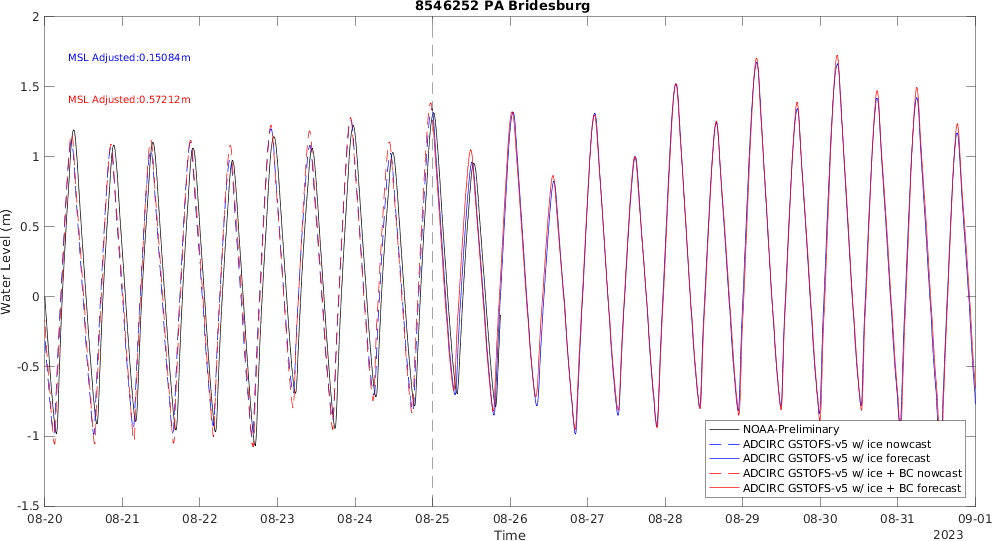 8546252 PA Bridesburg
MSL Adjusted:0.15084m
MSL Adjusted:0.57212m
Water Level (m)
2
1.5
1
0.5
0
-0.5
-1
-1.5
NOAA-Preliminary
ADCIRC GSTOFS-v5 w/ ice nowcast
ADCIRC GSTOFS-v5 w/ ice forecast
ADCIRC GSTOFS-v5 w/ ice + BC nowcast
ADCIRC GSTOFS-v5 w/ ice + BC forecast
08-20 08-21 08-22 08-23 08-24 08-25 08-26 08-27 08-28 08-29 08-30 08-31 09-01
Time
2023